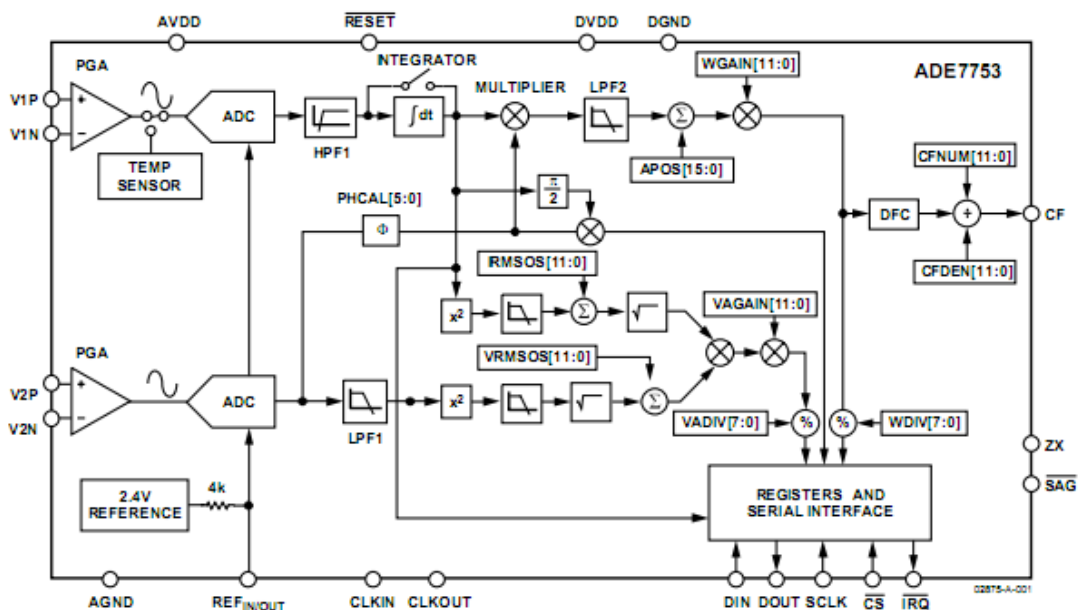 AVDD
RESET
DVDD
DGND
PGA
INTEGRATOR
WGAIN[11:0]
ADE7753
MULTIPLIER
LPF2
V1P
+
ADC
∫dt
Σ
V1N
−
HPF1
TEMP
SENSOR
APOS[15:0]
CFNUM[11:0]
π
2
PHCAL[5:0]
Φ
DFC
÷
CF
IRMSOS[11:0]
CFDEN[11:0]
x²
Σ
√
VAGAIN[11:0]
PGA
VRMSOS[11:0]
V2P
+
ADC
x²
√
Σ
V2N
−
LPF1
VADIV[7:0]
%
%
WDIV[7:0]
ZX
2.4V
REFERENCE
4k
REGISTERS AND
SERIAL INTERFACE
SAG
02875-A-001
AGND
REFIN/OUT
CLKIN
CLKOUT
DIN
DOUT
SCLK
CS
IRQ